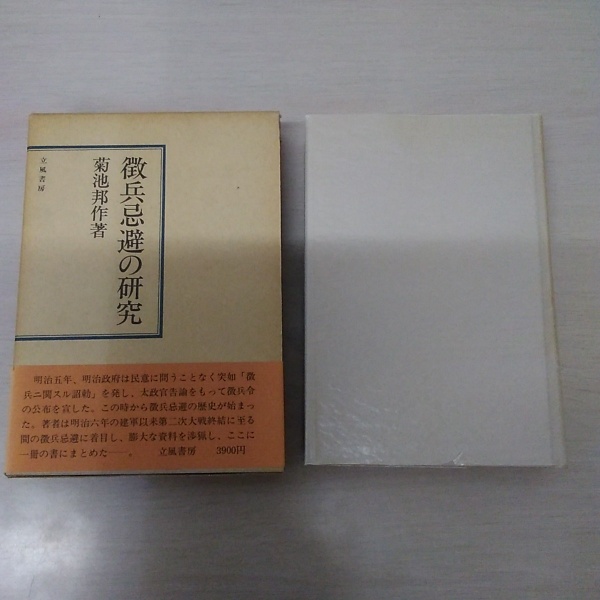 徴兵忌避の研究
菊池邦作著
立風書房
明治五年、明治政府は民意に問うことなく突如「徴
兵ニ関スル詔勅」を発し、太政官告諭をもって徴兵令
の公布を宣した。この時から徴兵忌避の歴史が始まっ
た。著者は明治六年の建軍以来第二次大戦終結に至る
間の徴兵忌避に着目し、膨大な資料を渉猟し、ここに
一冊の書にまとめた――。　立風書房　3900円